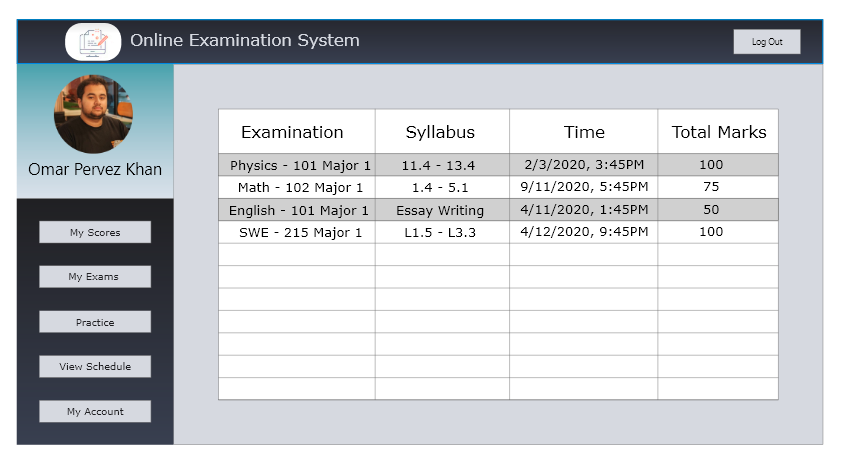 Online Examination System
Log Out
Omar Pervez Khan
My Scores
My Exams
Practice
View Schedule
My Account
Examination Syllabus Time Total Marks
Physics - 101 Major 1 11.4 - 13.4 2/3/2020, 3:45PM 100
Math - 102 Major 1 1.4 - 5.1 9/11/2020, 5:45PM 75
English - 101 Major 1 Essay Writing 4/11/2020, 1:45PM 50
SWE - 215 Major 1 L1.5 - L3.3 4/12/2020, 9:45PM 100